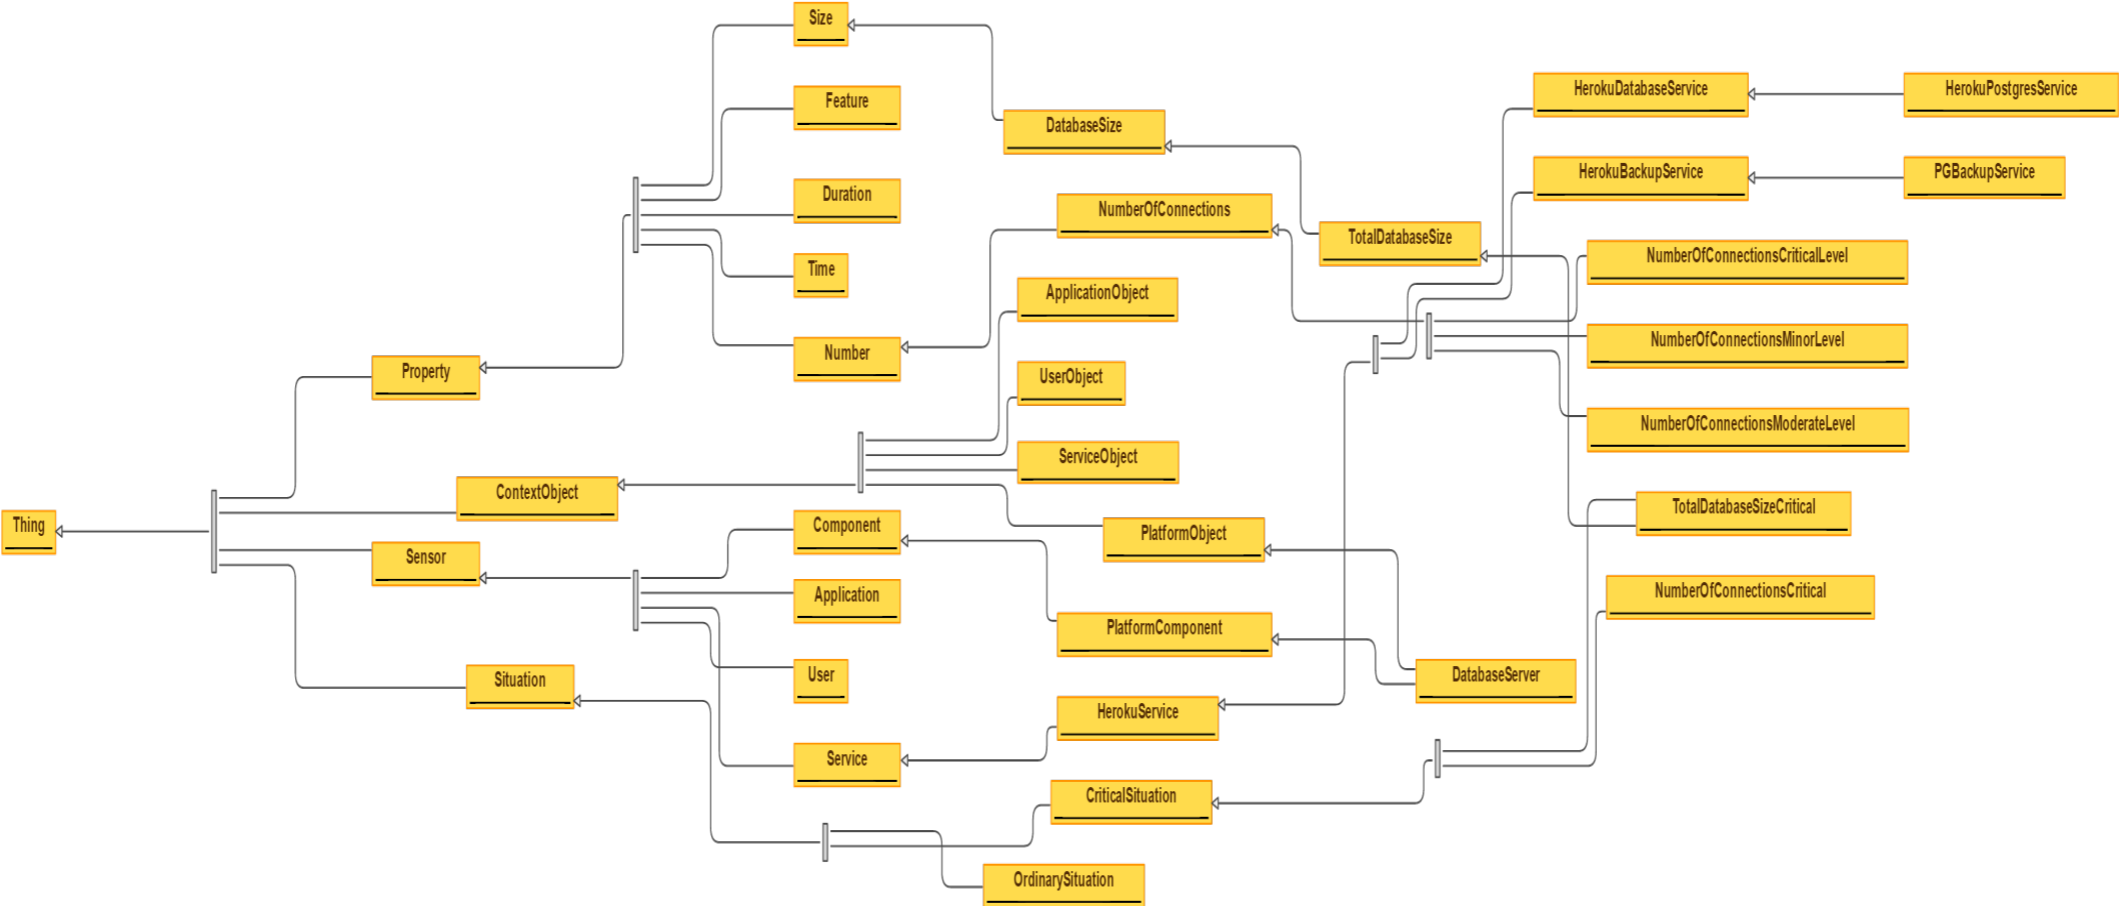 Size
Feature
Duration
Time
Number
Property
ContextObject
Thing
Sensor
Situation
Component
Application
User
Service
DatabaseSize
NumberOfConnections
ApplicationObject
UserObject
ServiceObject
PlatformObject
PlatformComponent
HerokuService
CriticalSituation
OrdinarySituation
TotalDatabaseSize
DatabaseServer
HerokuDatabaseService
HerokuPostgresService
HerokuBackupService
PGBackupService
NumberOfConnectionsCriticalLevel
NumberOfConnectionsMinorLevel
NumberOfConnectionsModerateLevel
TotalDatabaseSizeCritical
NumberOfConnectionsCritical